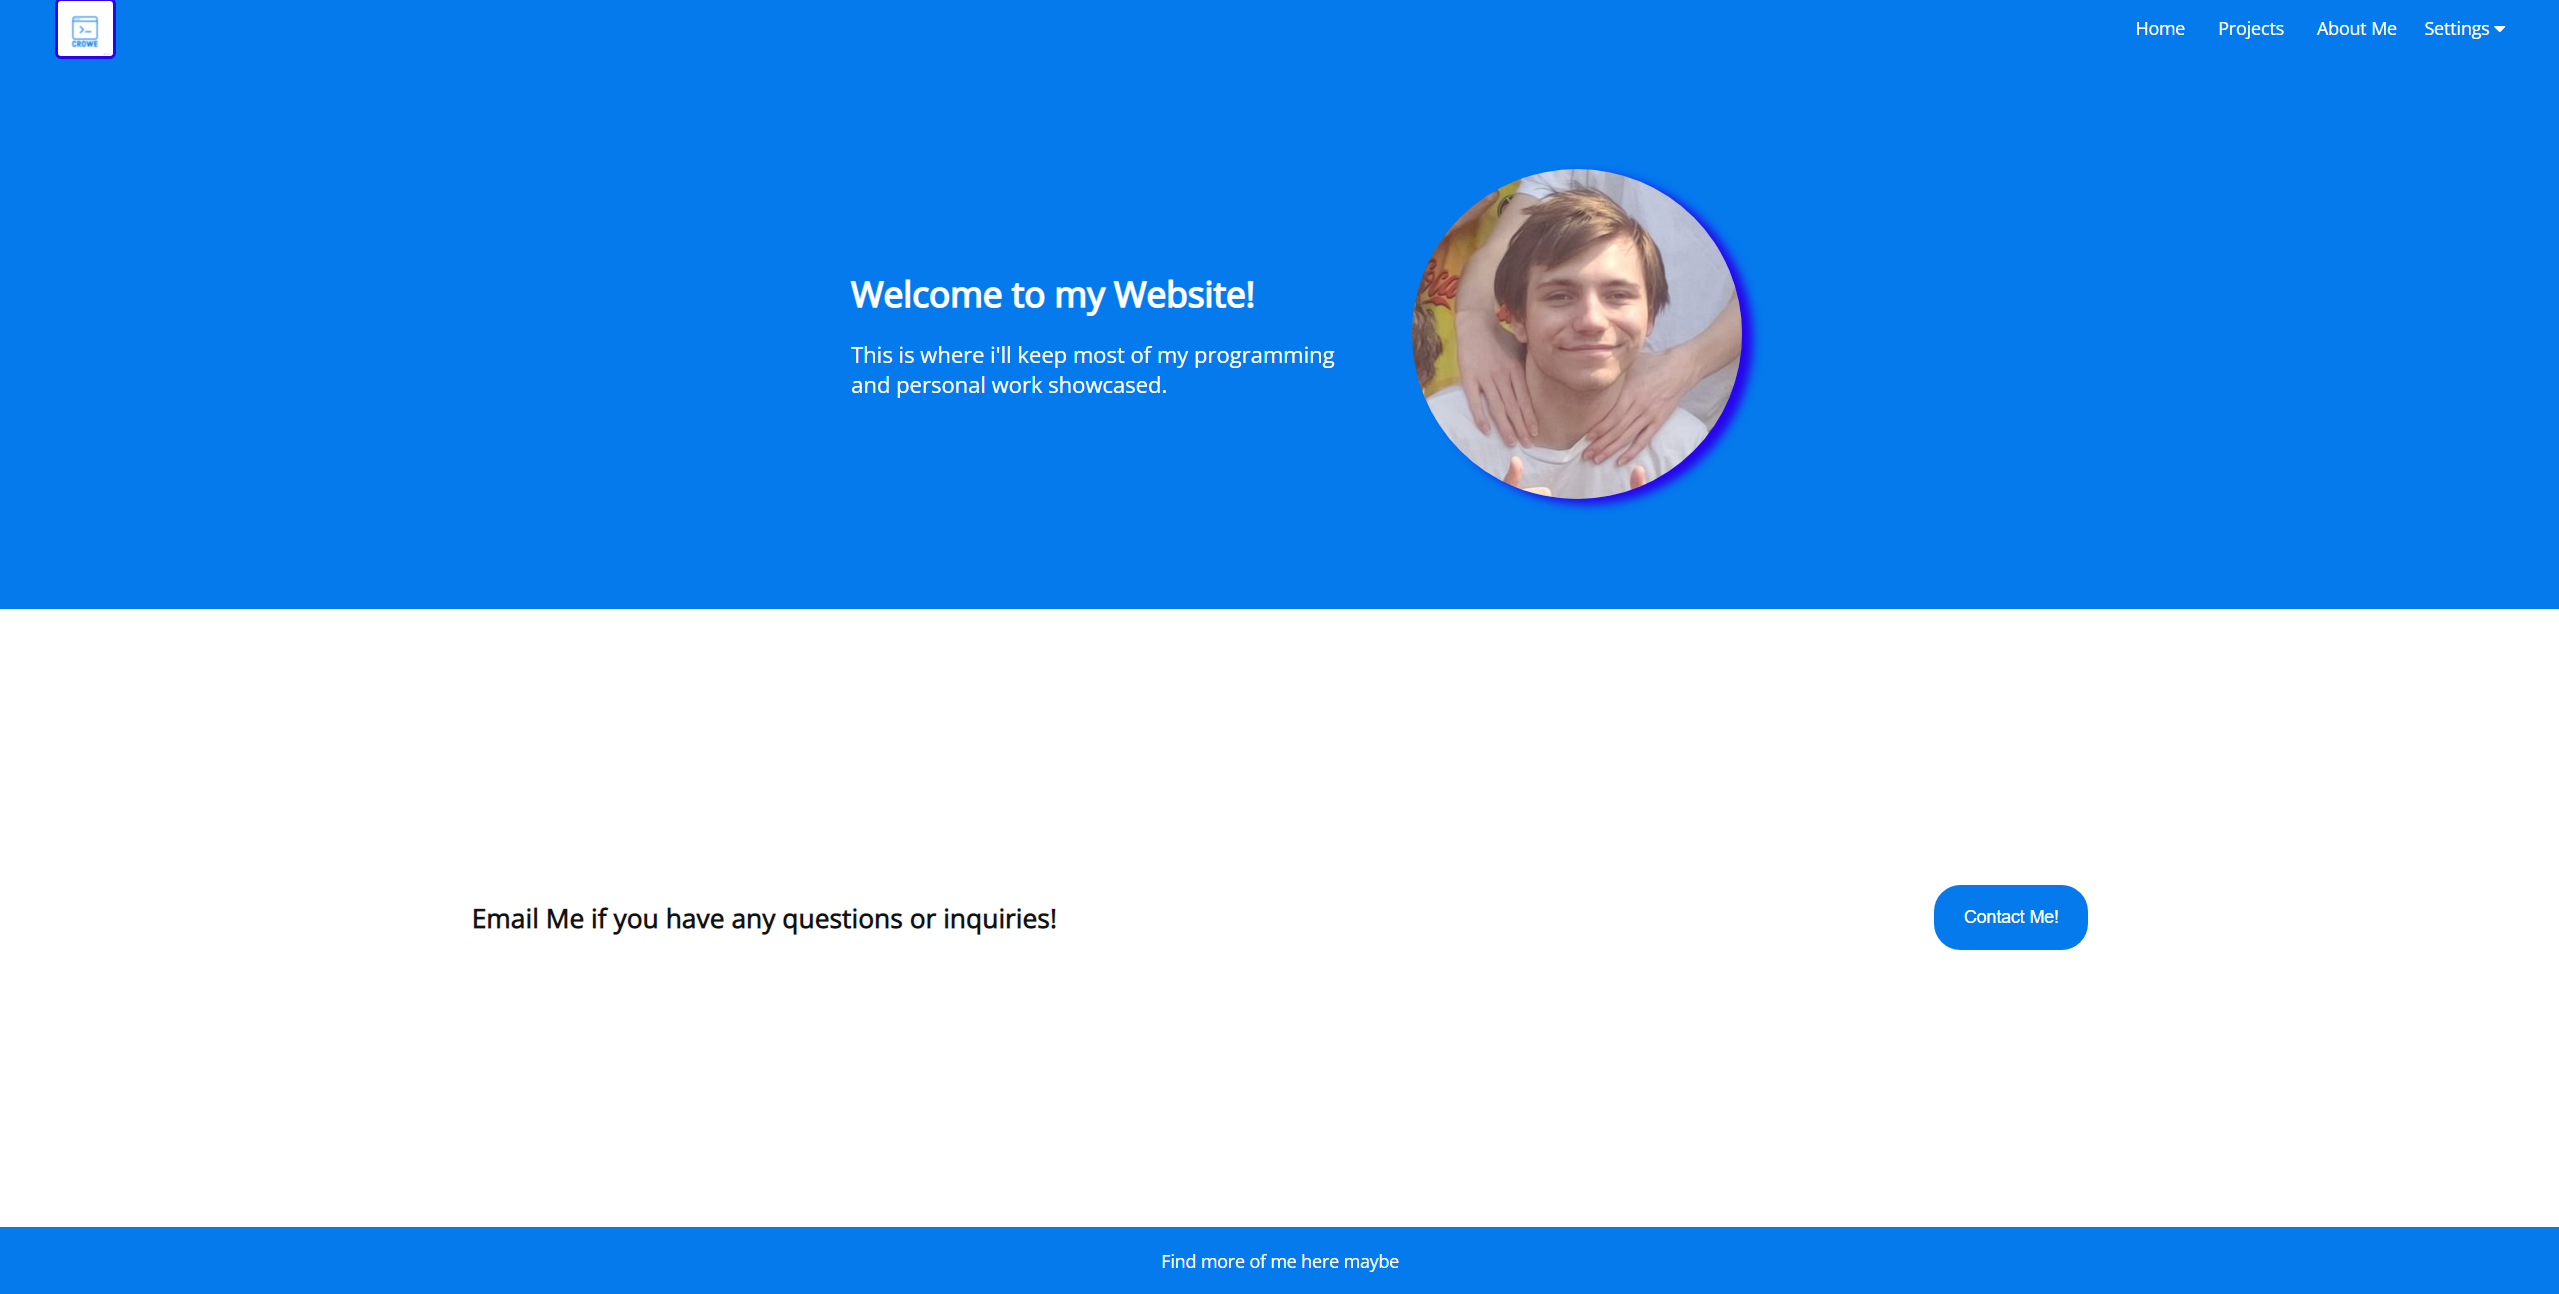 CROWE
Home Projects About Me Settings
Welcome to my Website!
This is where i'll keep most of my programming
and personal work showcased.
Email Me if you have any questions or inquiries!
Contact Me!
Find more of me here maybe